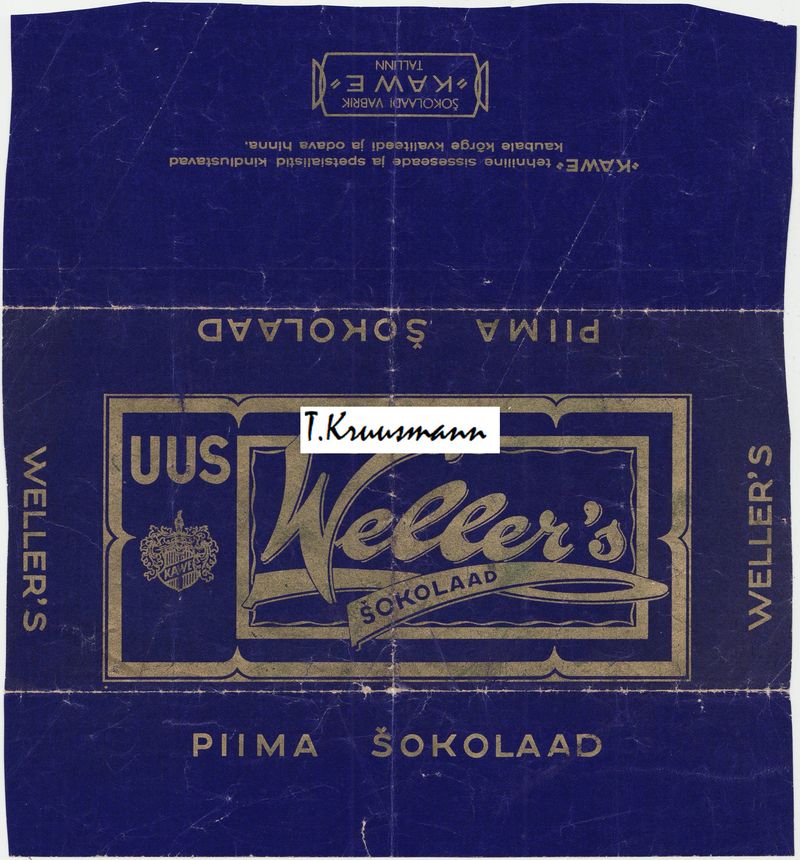 ŠOKOLAADI VABRIK
"KAWE"
TALLINN
"KAWE" tehniline sisseseade ja spetsialistid kindlustavad
kaubale kõrge kvaliteedi ja odava hinna.
PIIMA ŠOKOLAAD
T.Kruusmann
UUS
Weller's
ŠOKOLAAD
KAWE
WELLER'S
WELLER'S
PIIMA ŠOKOLAAD